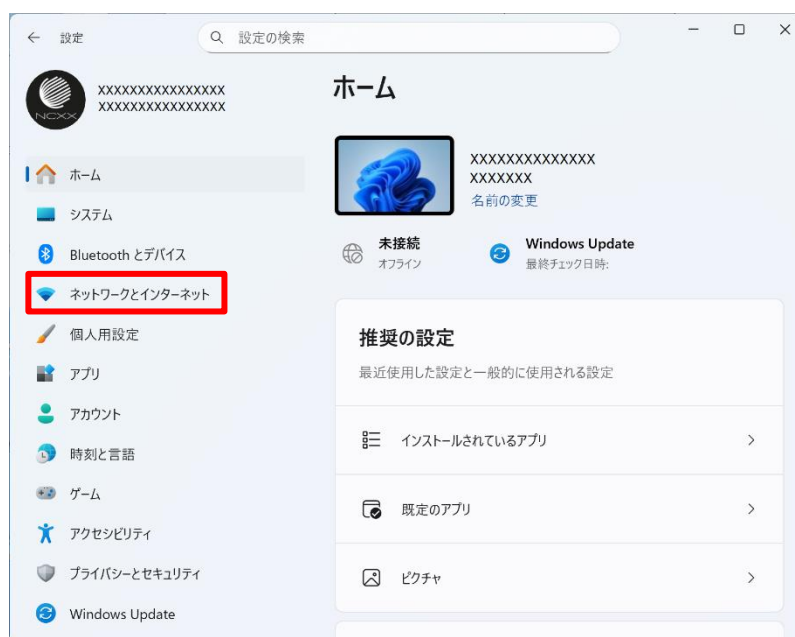 設定
設定の検索
NCXX
XXXXXXXXXXXXXXXX
XXXXXXXXXXXXXXXX
ホーム
システム
Bluetooth とデバイス
ネットワークとインターネット
個人用設定
アプリ
アカウント
時刻と言語
ゲーム
アクセシビリティ
プライバシーとセキュリティ
Windows Update
ホーム
XXXXXXXXXXXXXX
XXXXXXX
名前の変更
未接続
オフライン
Windows Update
最終チェック日時:
推奨の設定
最近使用した設定と一般的に使用される設定
インストールされているアプリ
既定のアプリ
ピクチャ